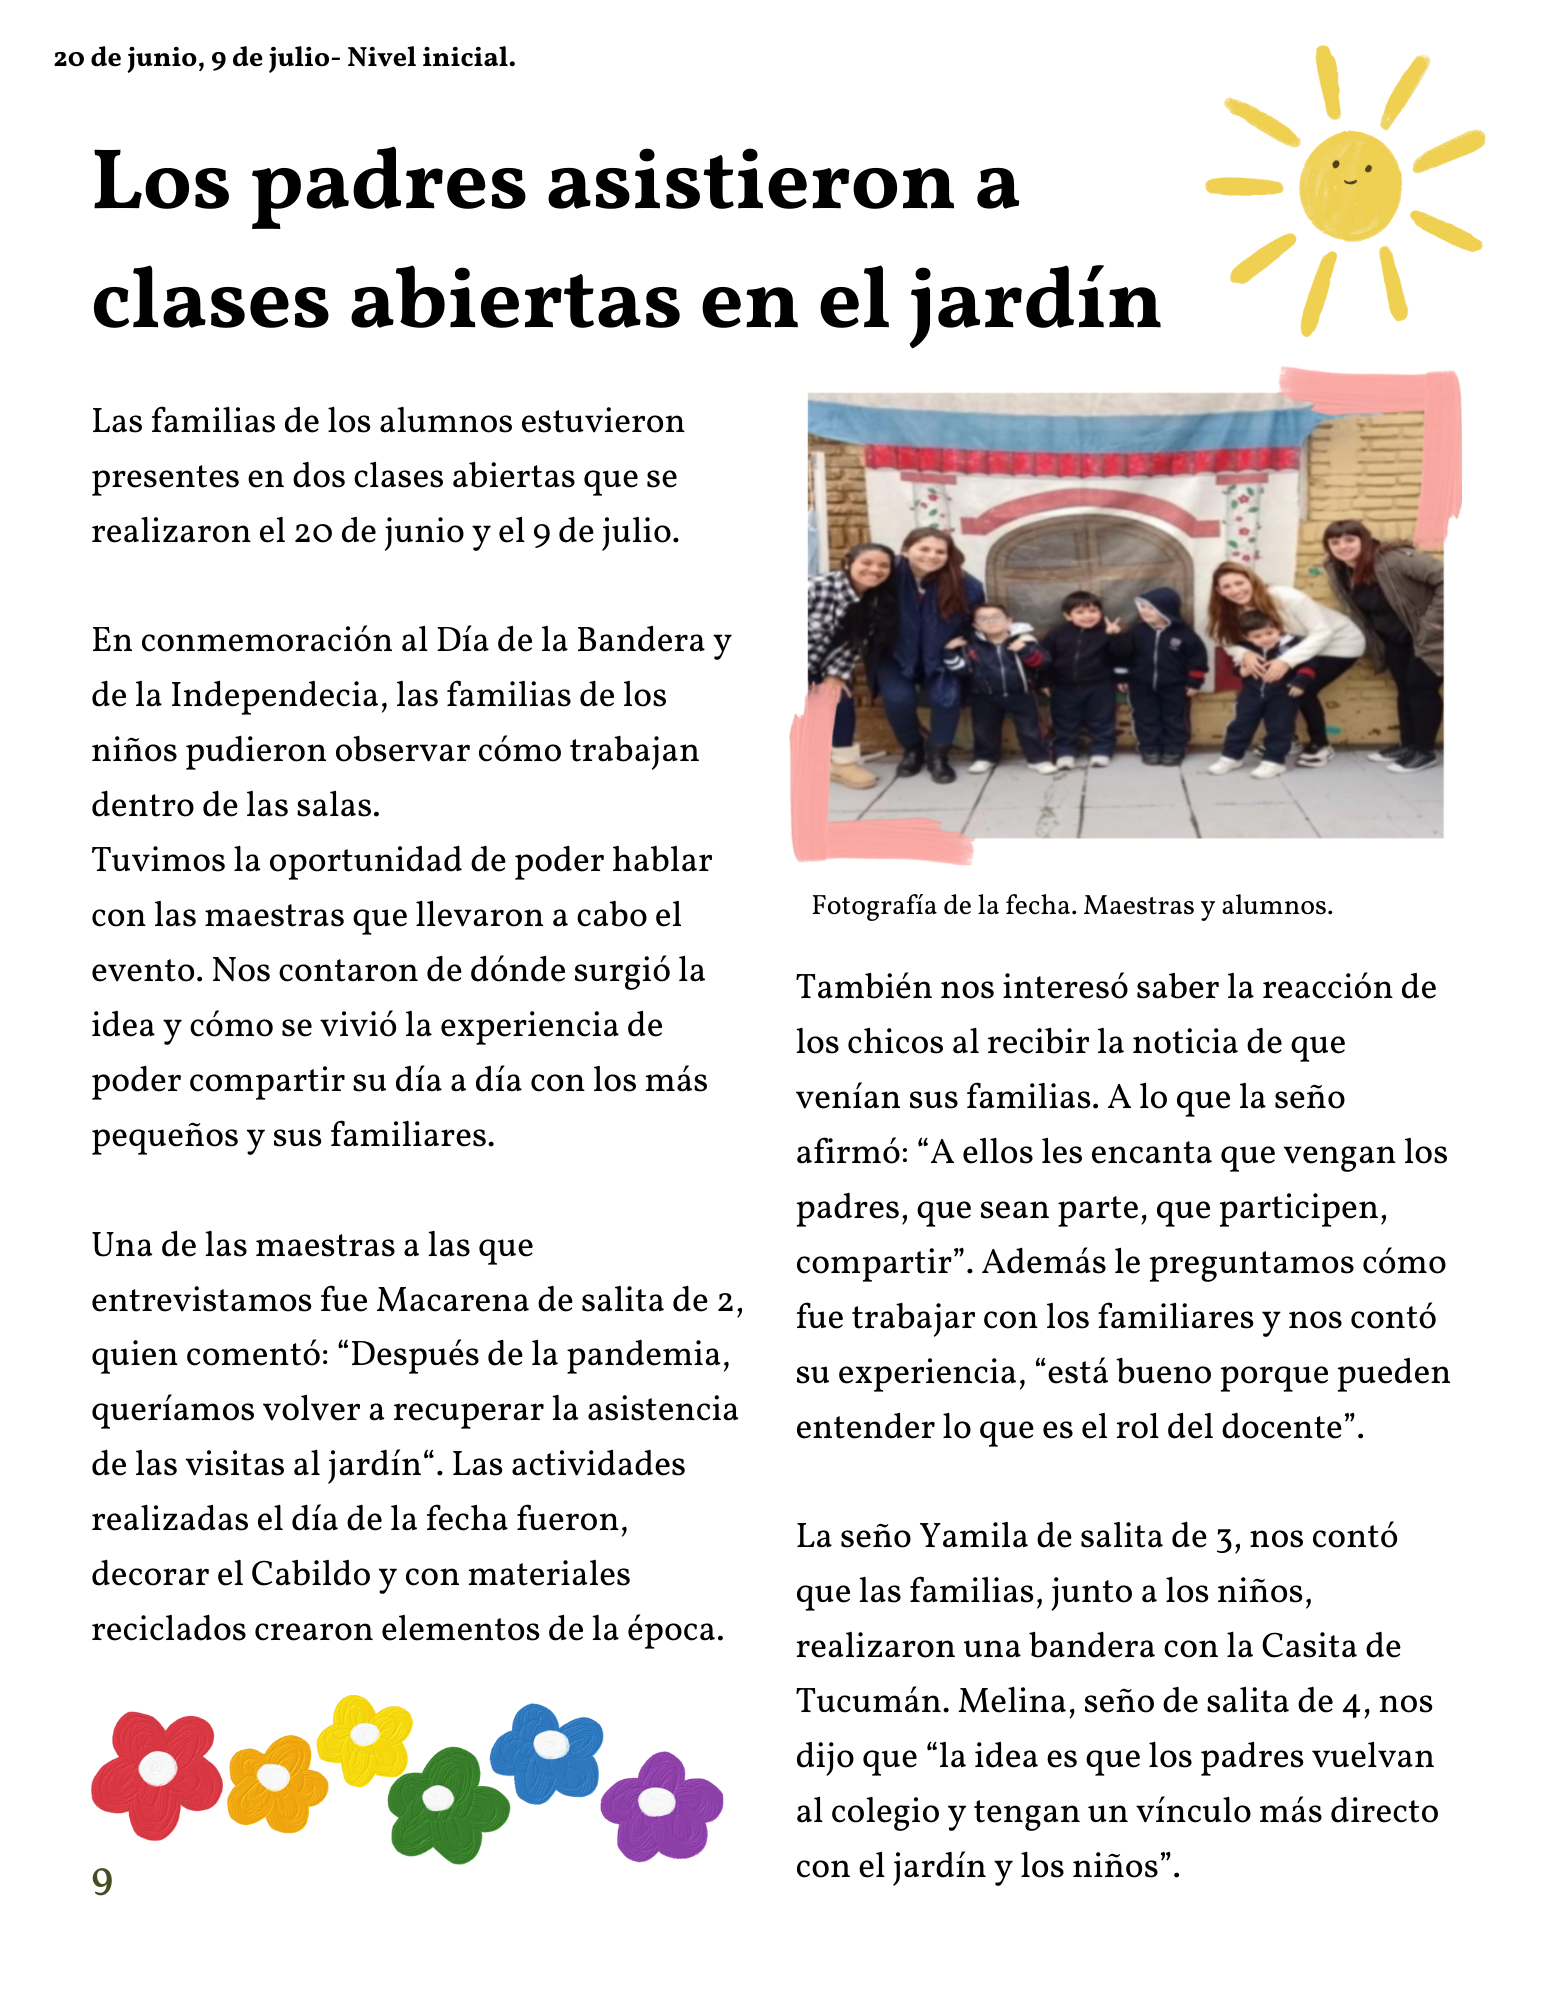 20 de junio, 9 de julio- Nivel inicial.
Los padres asistieron a
clases abiertas en el jardín
Las familias de los alumnos estuvieron
presentes en dos clases abiertas que se
realizaron el 20 de junio y el 9 de julio.
En conmemoración al Día de la Bandera y
de la Independecia, las familias de los
niños pudieron observar cómo trabajan
dentro de las salas.
Tuvimos la oportunidad de poder hablar
con las maestras que llevaron a cabo el
evento. Nos contaron de dónde surgió la
idea y cómo se vivió la experiencia de
poder compartir su día a día con los más
pequeños y sus familiares.
Una de las maestras a las que
entrevistamos fue Macarena de salita de 2,
quien comentó: “Después de la pandemia,
queríamos volver a recuperar la asistencia
de las visitas al jardín“. Las actividades
realizadas el día de la fecha fueron,
decorar el Cabildo y con materiales
reciclados crearon elementos de la época.
9
Fotografía de la fecha. Maestras y alumnos.
También nos interesó saber la reacción de
los chicos al recibir la noticia de que
venían sus familias. A lo que la seño
afirmó: “A ellos les encanta que vengan los
padres, que sean parte, que participen,
compartir”. Además le preguntamos cómo
fue trabajar con los familiares y nos contó
su experiencia, “está bueno porque pueden
entender lo que es el rol del docente”.
La seño Yamila de salita de 3, nos contó
que las familias, junto a los niños,
realizaron una bandera con la Casita de
Tucumán. Melina, seño de salita de 4, nos
dijo que “la idea es que los padres vuelvan
al colegio y tengan un vínculo más directo
con el jardín y los niños”.